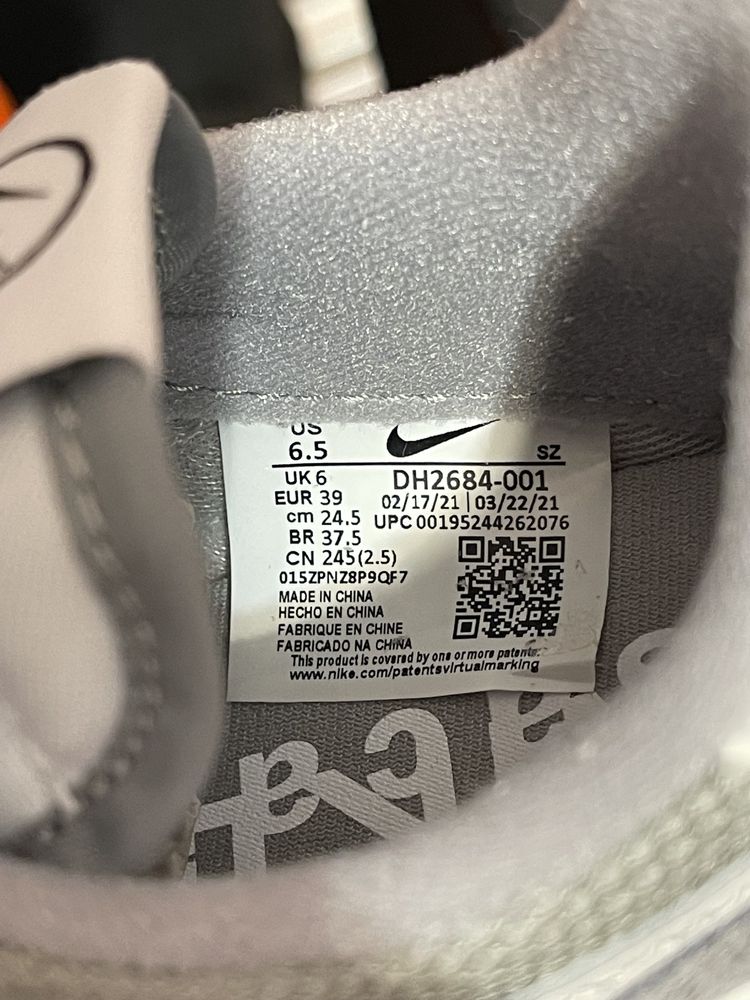 US
6.5
SZ
UK 6
EUR 39
cm 24.5
BR 37.5
CN 245(2.5)
DH2684-001
02/17/21 | 03/22/21
UPC 00195244262076
015ZPNZ8P9QF7
MADE IN CHINA
HECHO EN CHINA
FABRIQUE EN CHINE
FABRICADO NA CHINA
This product is covered by one or more patents:
www.nike.com/patentsvirtualmarking